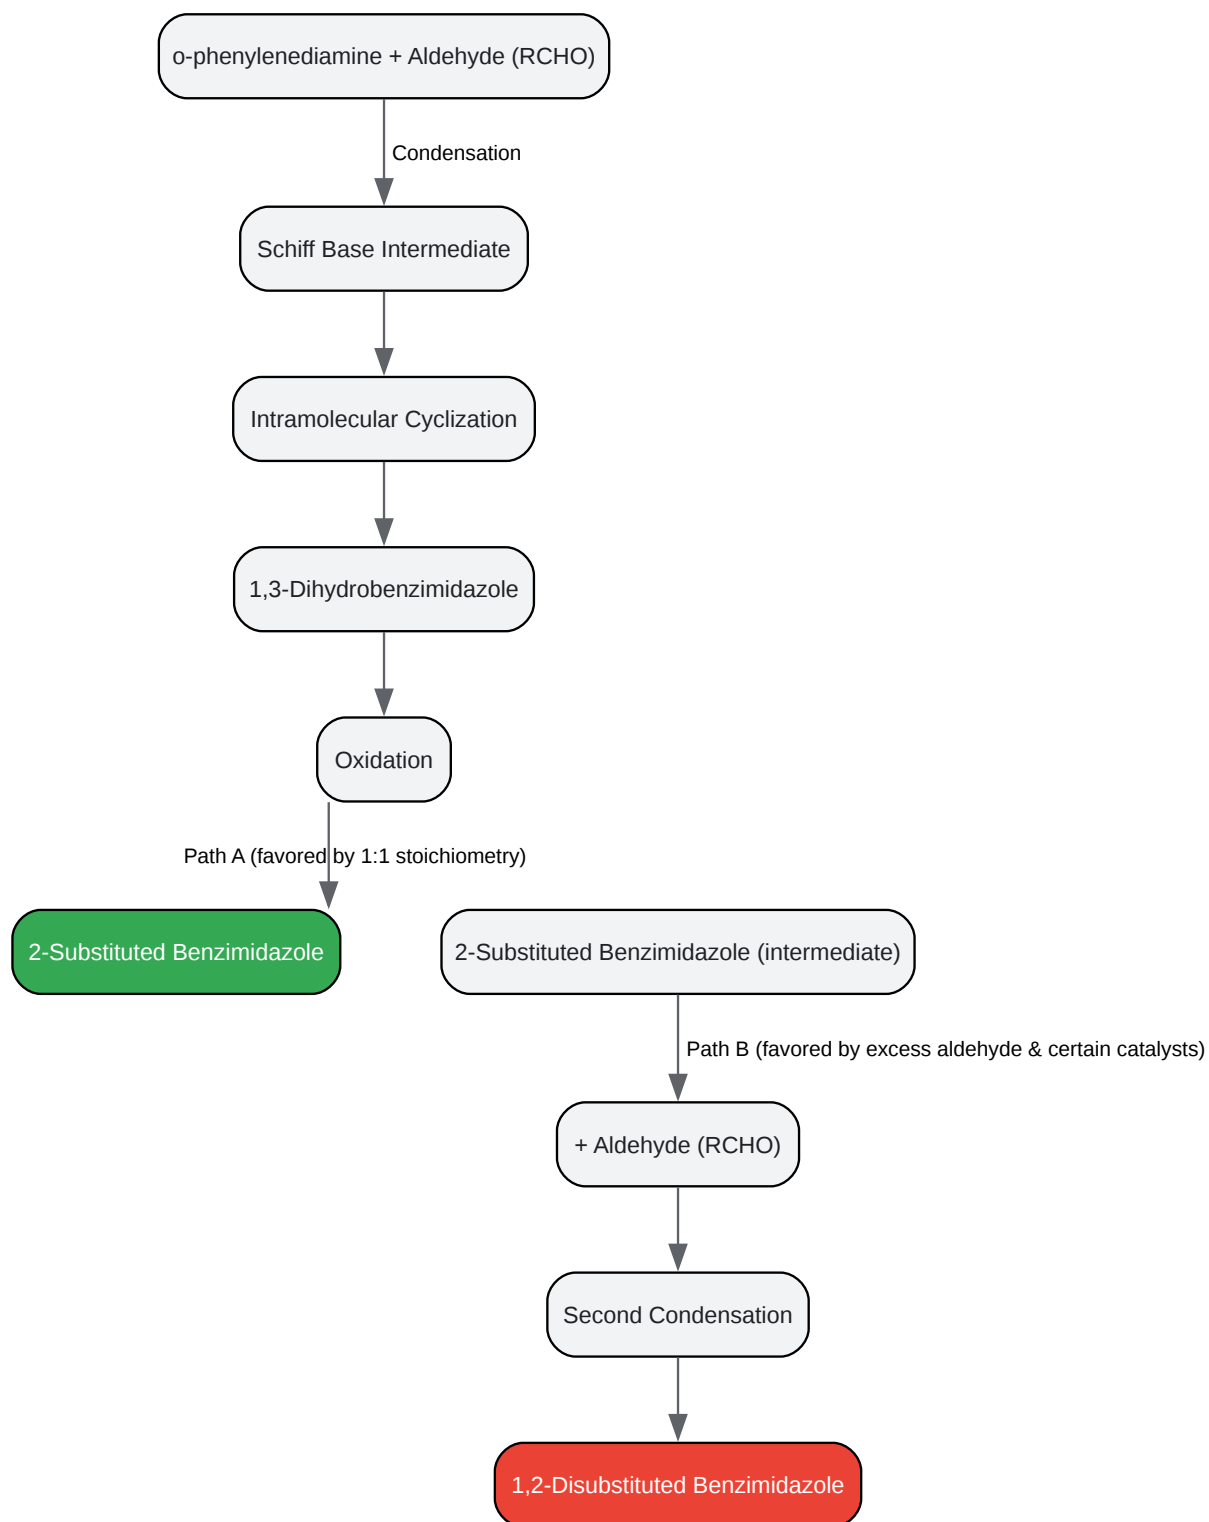 o-phenylenediamine + Aldehyde (RCHO)
Condensation
Schiff Base Intermediate
Intramolecular Cyclization
1,3-Dihydrobenzimidazole
Oxidation
Path A (favored by 1:1 stoichiometry)
2-Substituted Benzimidazole
2-Substituted Benzimidazole (intermediate)
Path B (favored by excess aldehyde & certain catalysts)
+ Aldehyde (RCHO)
Second Condensation
1,2-Disubstituted Benzimidazole